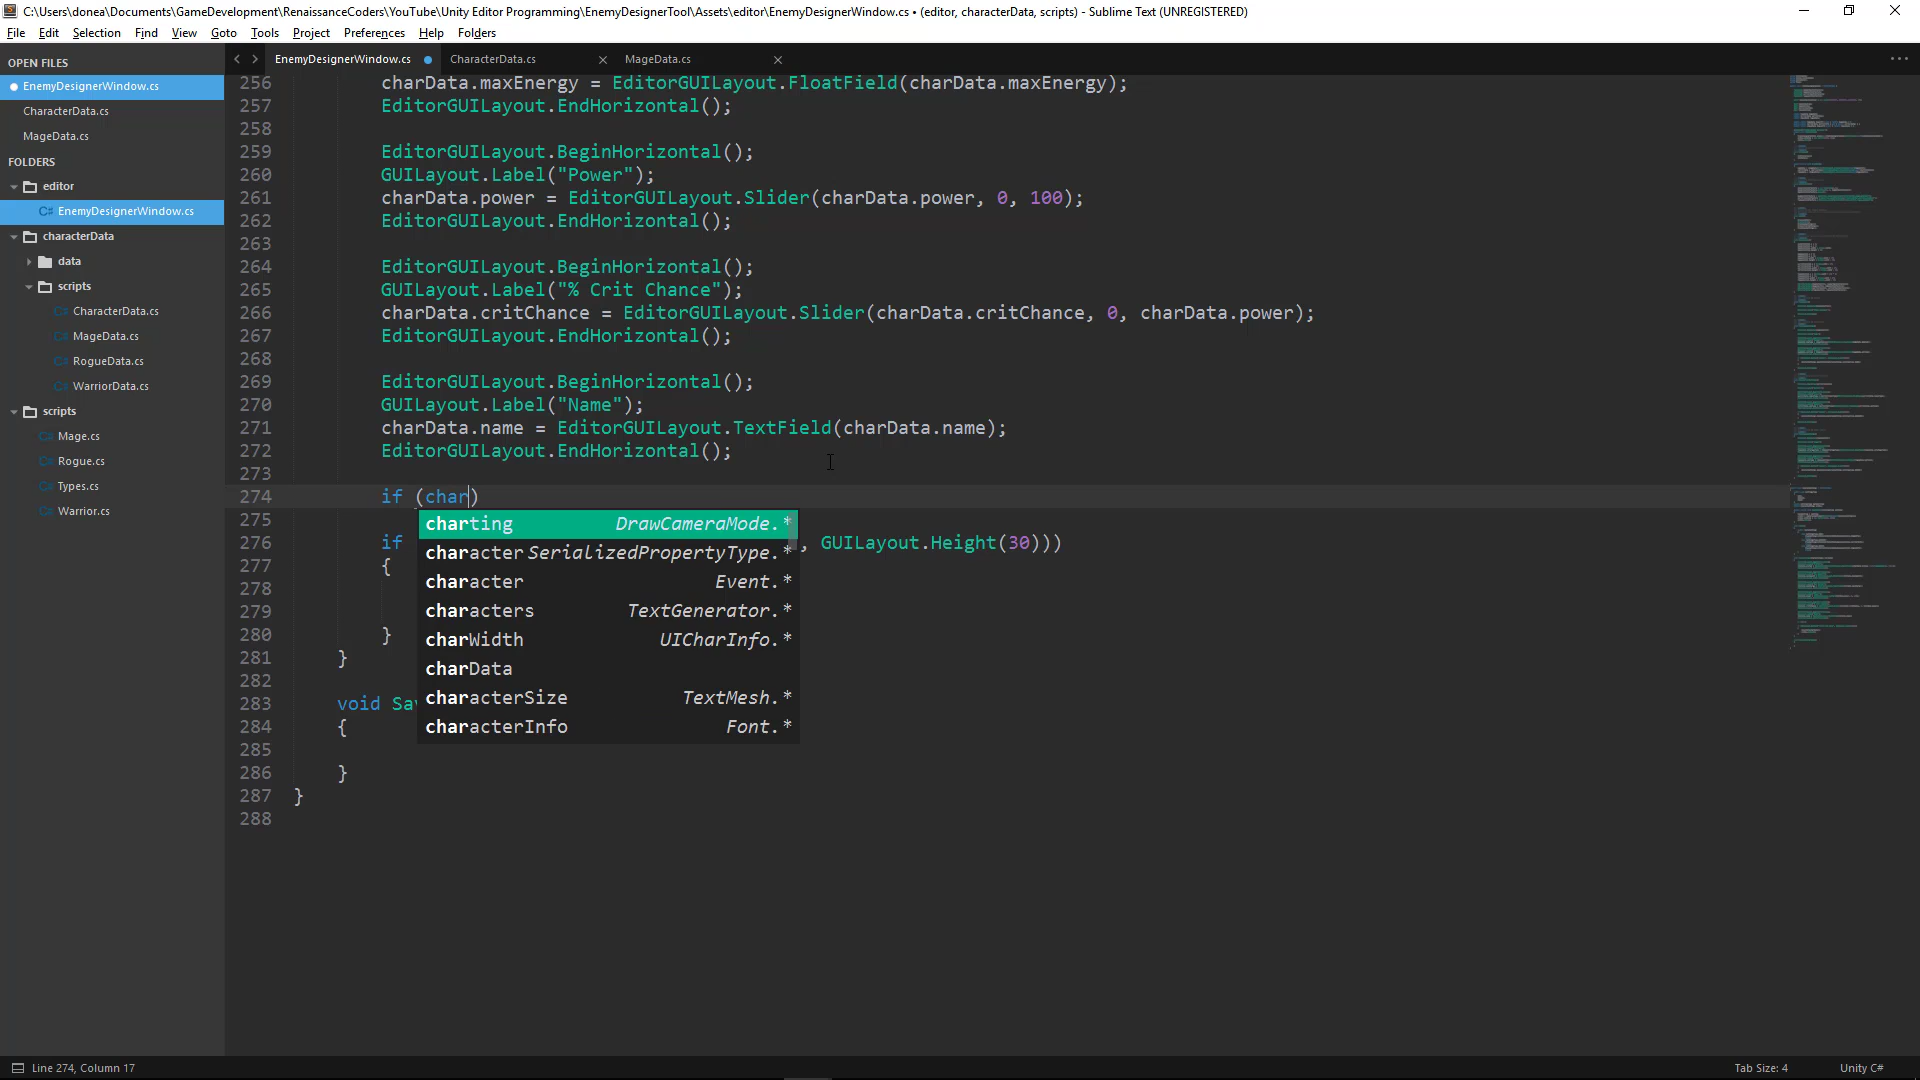 C:\Users\donea\Documents\GameDevelopment\RenaissanceCoders\YouTube\Unity Editor Programming\EnemyDesignerTool\Assets\editor\EnemyDesignerWindow.cs • (editor, characterData, scripts) - Sublime Text (UNREGISTERED)
File Edit Selection Find View Goto Tools Project Preferences Help Folders
OPEN FILES
EnemyDesignerWindow.cs
CharacterData.cs
MageData.cs
FOLDERS
editor
C# EnemyDesignerWindow.cs
characterData
data
scripts
C# CharacterData.cs
C# MageData.cs
C# RogueData.cs
C# WarriorData.cs
scripts
C# Mage.cs
C# Rogue.cs
C# Types.cs
C# Warrior.cs
EnemyDesignerWindow.cs CharacterData.cs MageData.cs
256 charData.maxEnergy = EditorGUILayout.FloatField(charData.maxEnergy);
257 EditorGUILayout.EndHorizontal();
258
259 EditorGUILayout.BeginHorizontal();
260 GUILayout.Label("Power");
261 charData.power = EditorGUILayout.Slider(charData.power, 0, 100);
262 EditorGUILayout.EndHorizontal();
263
264 EditorGUILayout.BeginHorizontal();
265 GUILayout.Label("% Crit Chance");
266 charData.critChance = EditorGUILayout.Slider(charData.critChance, 0, charData.power);
267 EditorGUILayout.EndHorizontal();
268
269 EditorGUILayout.BeginHorizontal();
270 GUILayout.Label("Name");
271 charData.name = EditorGUILayout.TextField(charData.name);
272 EditorGUILayout.EndHorizontal();
273
274 if (char)
275
276 if , GUILayout.Height(30)))
277 {
278
279
280 }
281 }
282
283 void Sa
284 {
285
286 }
287 }
288
charting DrawCameraMode.*
character SerializedPropertyType.*
character Event.*
characters TextGenerator.*
charWidth UICharInfo.*
charData
characterSize TextMesh.*
characterInfo Font.*
Line 274, Column 17
Tab Size: 4 Unity C#